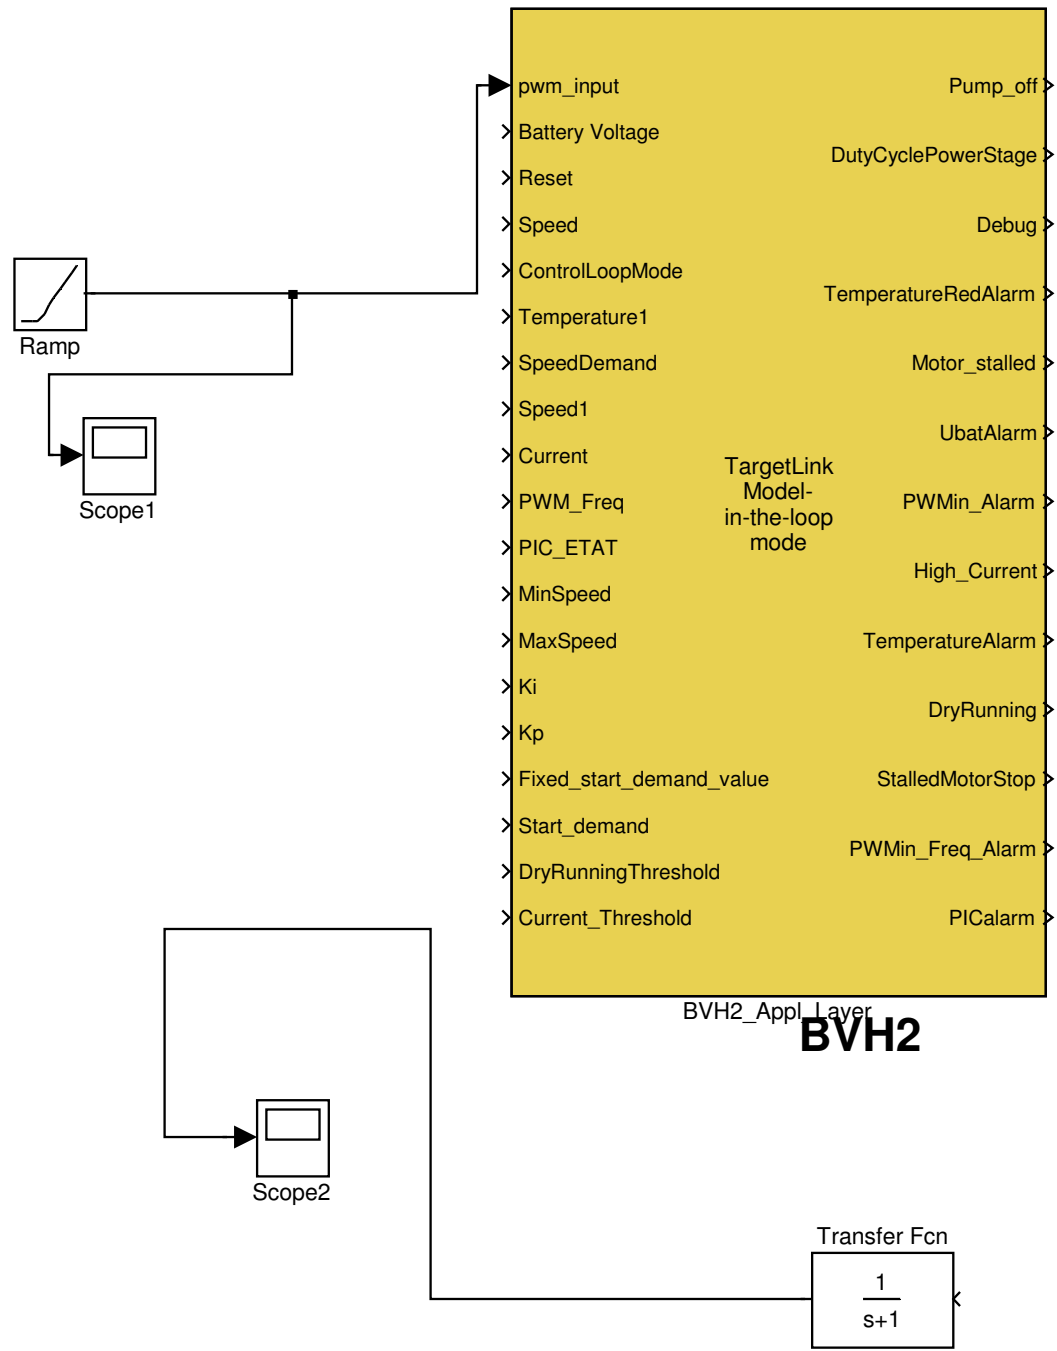 pwm_input
Battery Voltage
Reset
Speed
ControlLoopMode
Temperature1
SpeedDemand
Speed1
Current
PWM_Freq
PIC_ETAT
MinSpeed
MaxSpeed
Ki
Kp
Fixed_start_demand_value
Start_demand
DryRunningThreshold
Current_Threshold
TargetLink
Model-
in-the-loop
mode
Pump_off
DutyCyclePowerStage
Debug
TemperatureRedAlarm
Motor_stalled
UbatAlarm
PWMin_Alarm
High_Current
TemperatureAlarm
DryRunning
StalledMotorStop
PWMin_Freq_Alarm
PICalarm
BVH2_Appl_Layer
BVH2
Ramp
Scope1
Scope2
Transfer Fcn
1
s+1